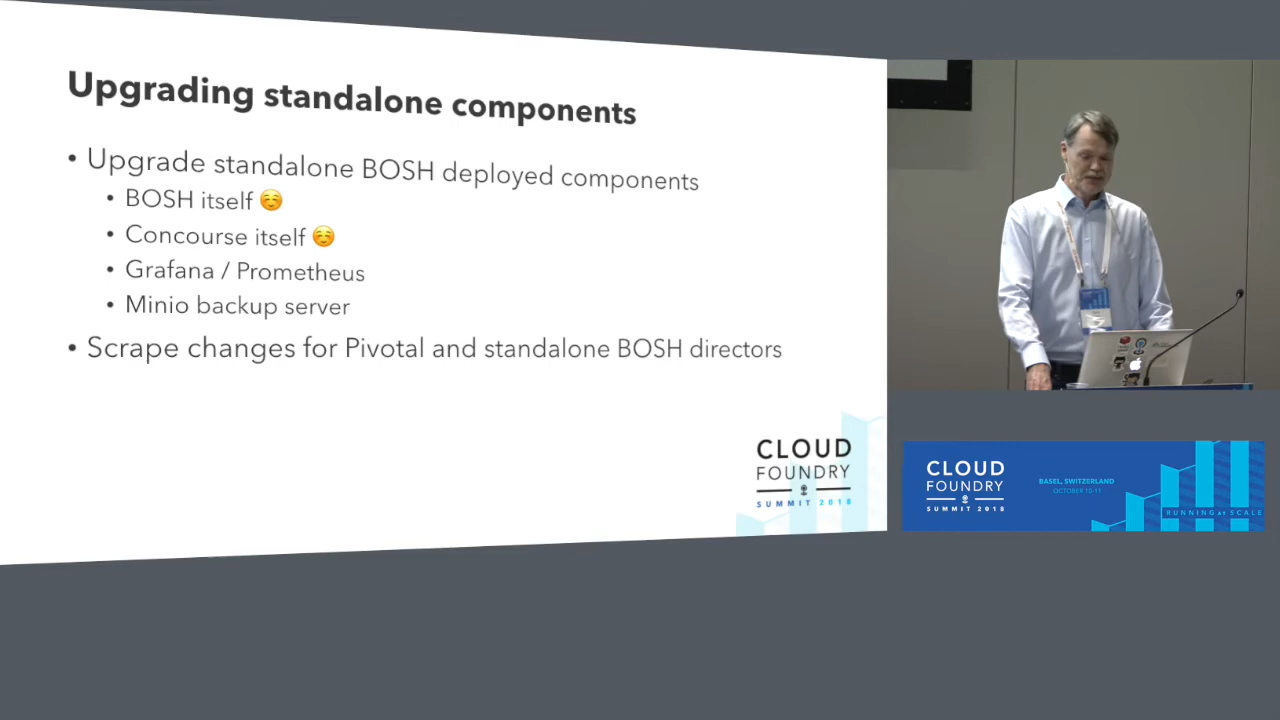 Upgrading standalone components
• Upgrade standalone BOSH deployed components
• BOSH itself ☺️
• Concourse itself ☺️
• Grafana / Prometheus
• Minio backup server
• Scrape changes for Pivotal and standalone BOSH directors
CLOUD
FOUNDRY
SUMMIT 2018
CLOUD
FOUNDRY
SUMMIT 2018
BASEL, SWITZERLAND
OCTOBER 10-11
RUNNING at SCALE